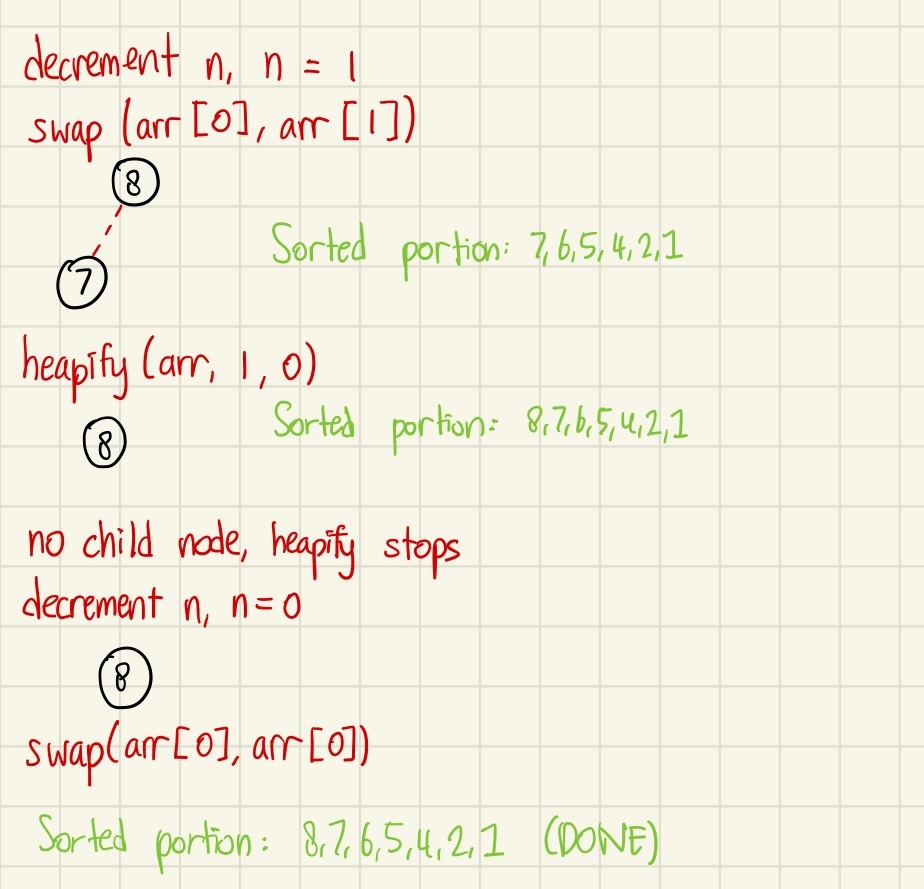 decrement n, n = 1
swap (arr [0], arr [1])
8
Sorted portion: 7,6,5,4,2,1
7
heapify (arr, 1, 0)
Sorted portion: 8,7,6,5,4,2,1
8
no child node, heapify stops
decrement n, n=0
8
swap(arr[0], arr[0])
Sorted portion: 8,7,6,5,4,2,1 (DONE)